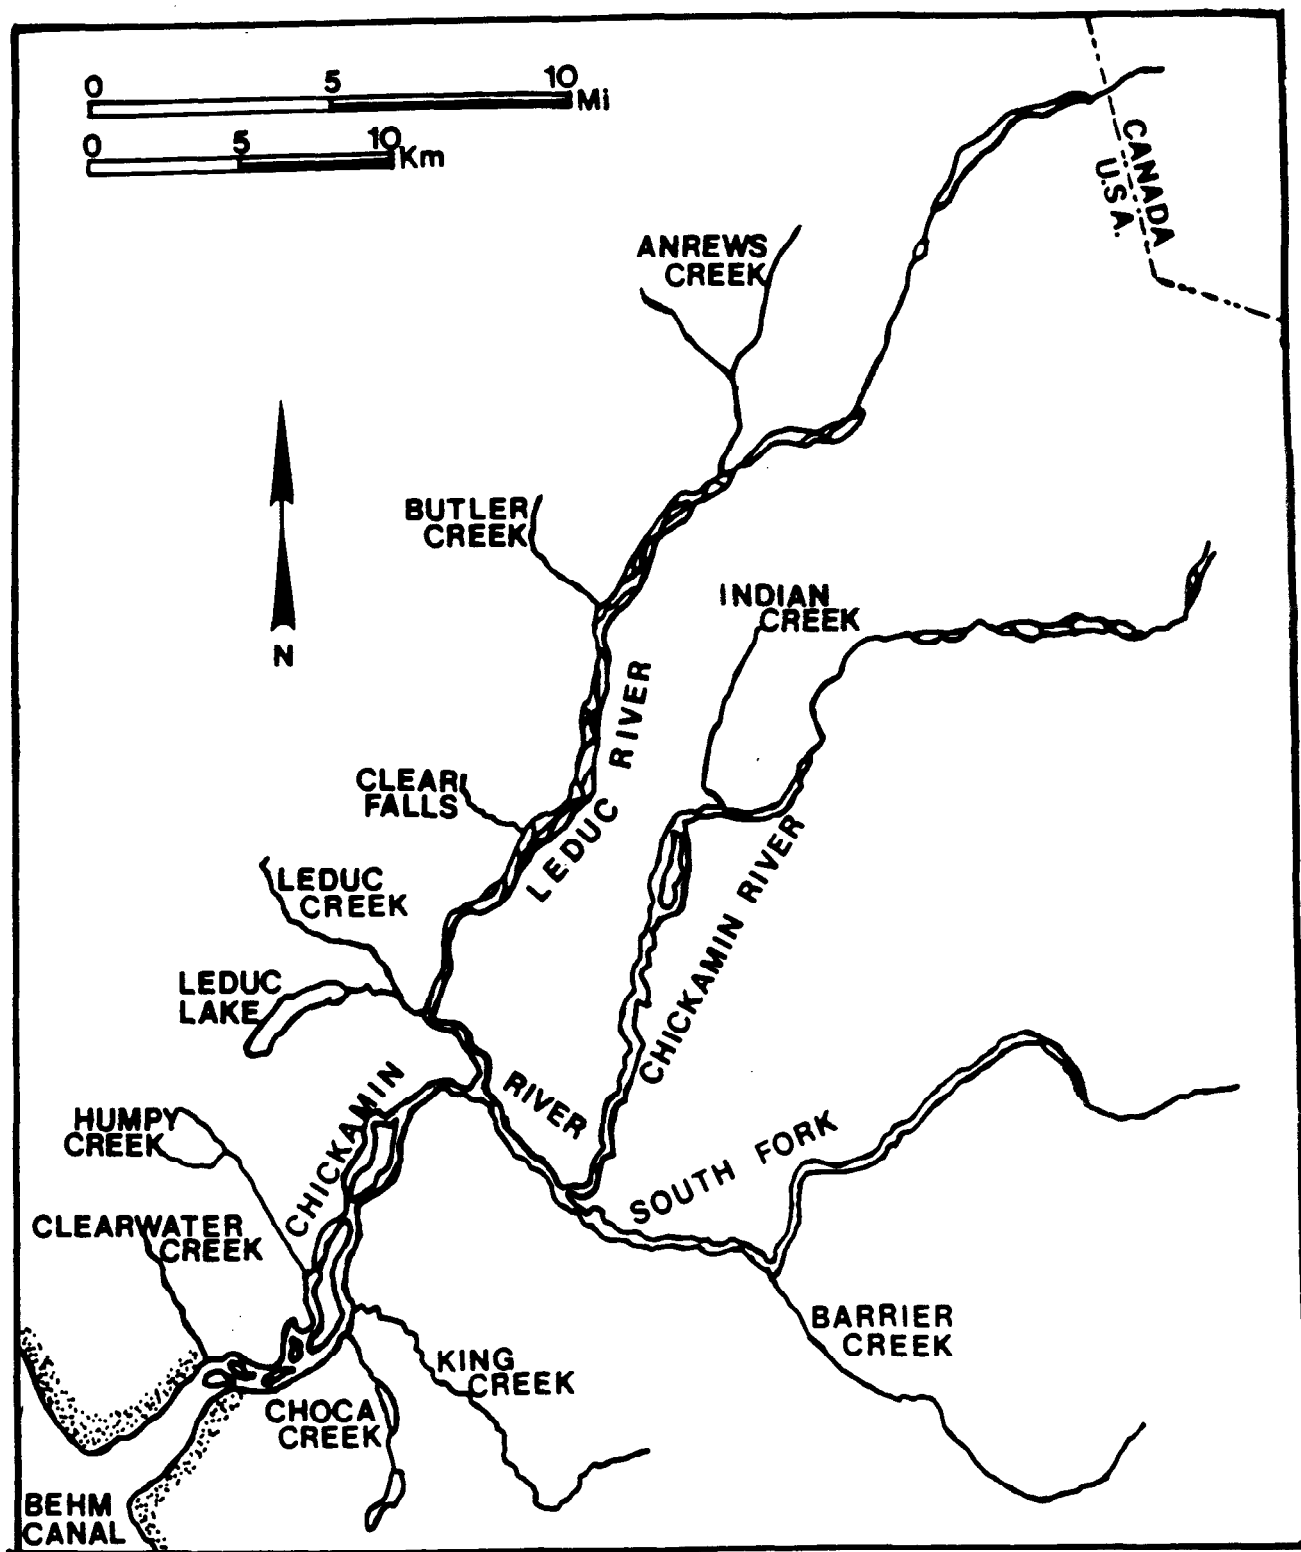 0 5 10
Mi
0 5 10
Km
CANADA
U.S.A.
ANREWS
CREEK
N
BUTLER
CREEK
INDIAN
CREEK
LEDUC RIVER
CLEAR
FALLS
LEDUC
CREEK
CHICKAMIN RIVER
LEDUC
LAKE
CHICKAMIN RIVER
HUMPY
CREEK
SOUTH FORK
CLEARWATER
CREEK
BARRIER
CREEK
KING
CREEK
CHOCA
CREEK
BEHM
CANAL